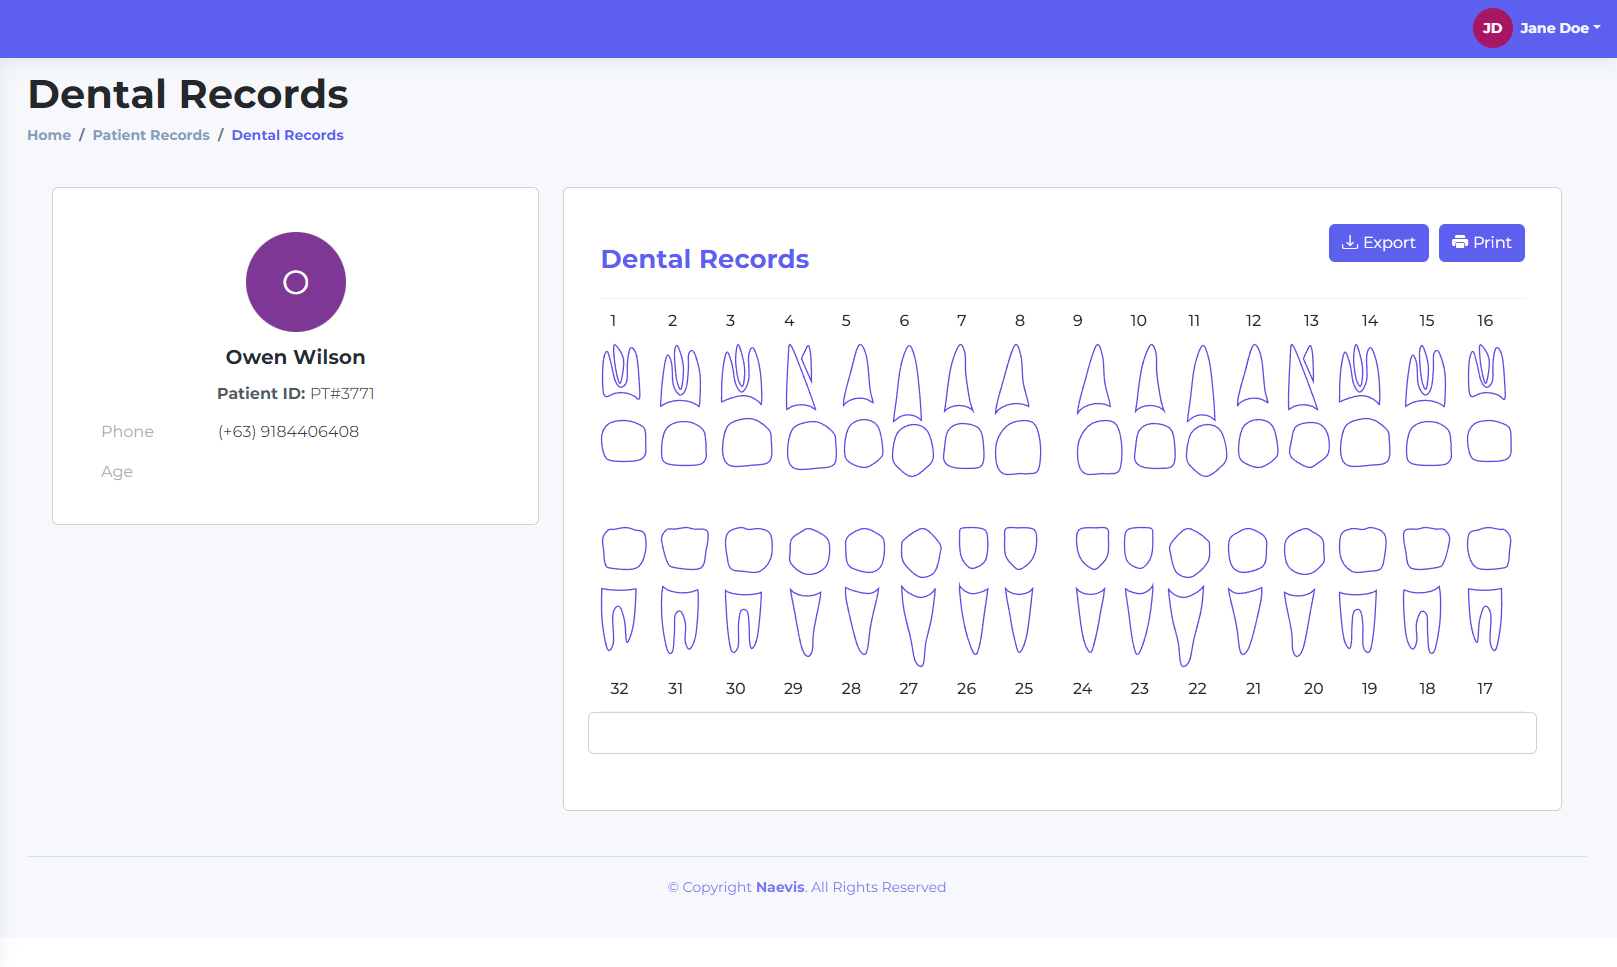 JD Jane Doe
Dental Records
Home / Patient Records / Dental Records
O
Owen Wilson
Patient ID: PT#3771
Phone (+63) 9184406408
Age
Export Print
Dental Records
1 2 3 4 5 6 7 8 9 10 11 12 13 14 15 16
32 31 30 29 28 27 26 25 24 23 22 21 20 19 18 17
© Copyright Naevis. All Rights Reserved